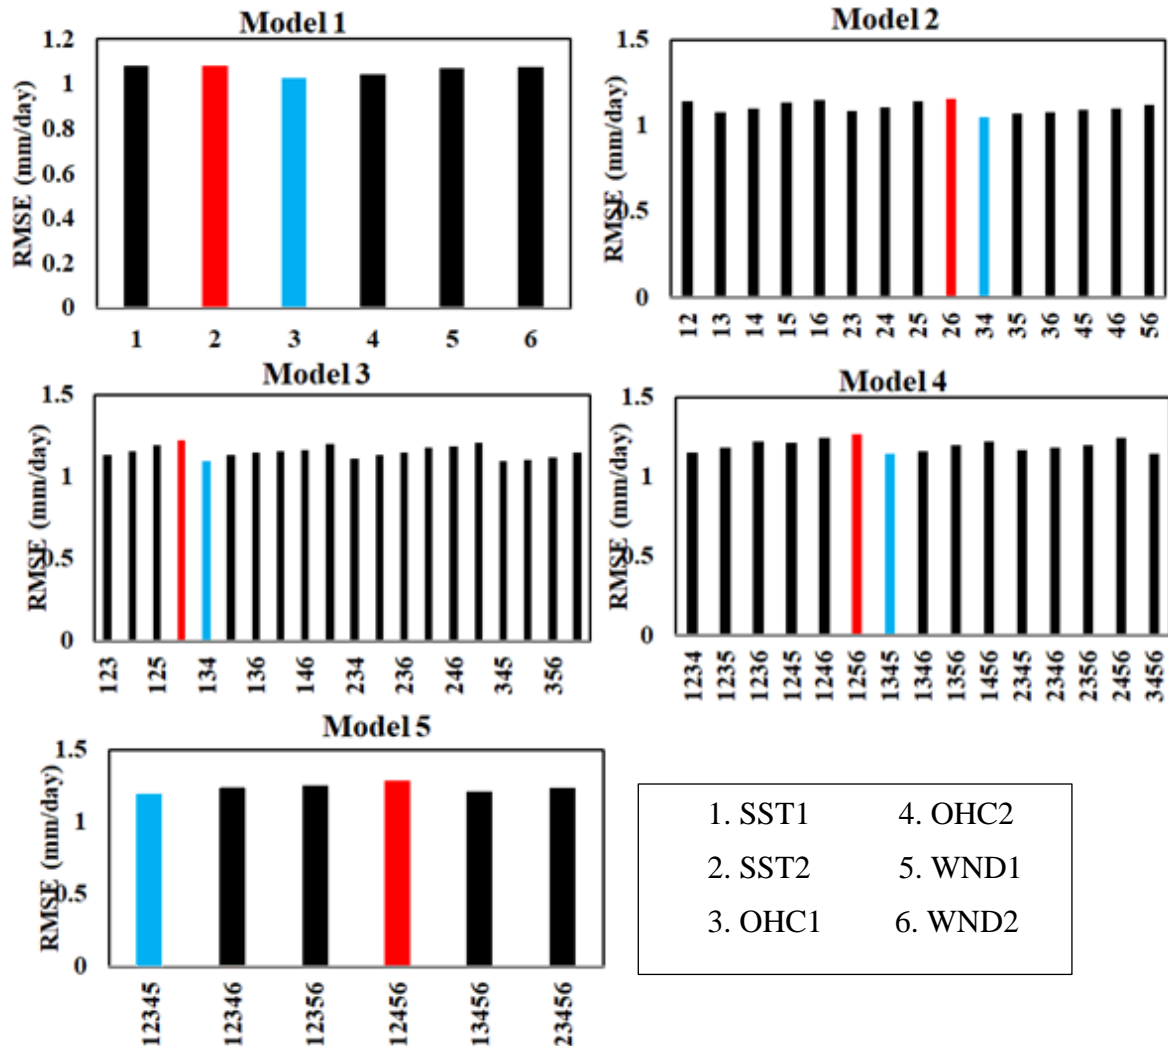 Model 1
RMSE (mm/day)
1.2
1
0.8
0.6
0.4
0.2
0
1 2 3 4 5 6
Model 2
RMSE (mm/day)
1.5
1
0.5
0
12 13 14 15 16 23 24 25 26 34 35 36 45 46 56
Model 3
RMSE (mm/day)
1.5
1
0.5
0
123 125 134 136 146 234 236 246 345 356
Model 4
RMSE (mm/day)
1.5
1
0.5
0
1234 1235 1236 1245 1246 1256 1345 1346 1356 1456 2345 2346 2356 2456 3456
Model 5
RMSE (mm/day)
1.5
1
0.5
0
12345 12346 12356 12456 13456 23456
1. SST1 4. OHC2
2. SST2 5. WND1
3. OHC1 6. WND2